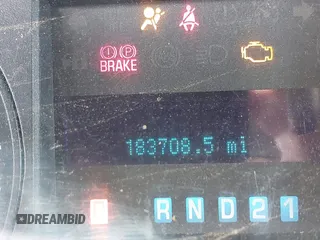 BRAKE
183708.5 mi
R N D 2 1
DREAMBID